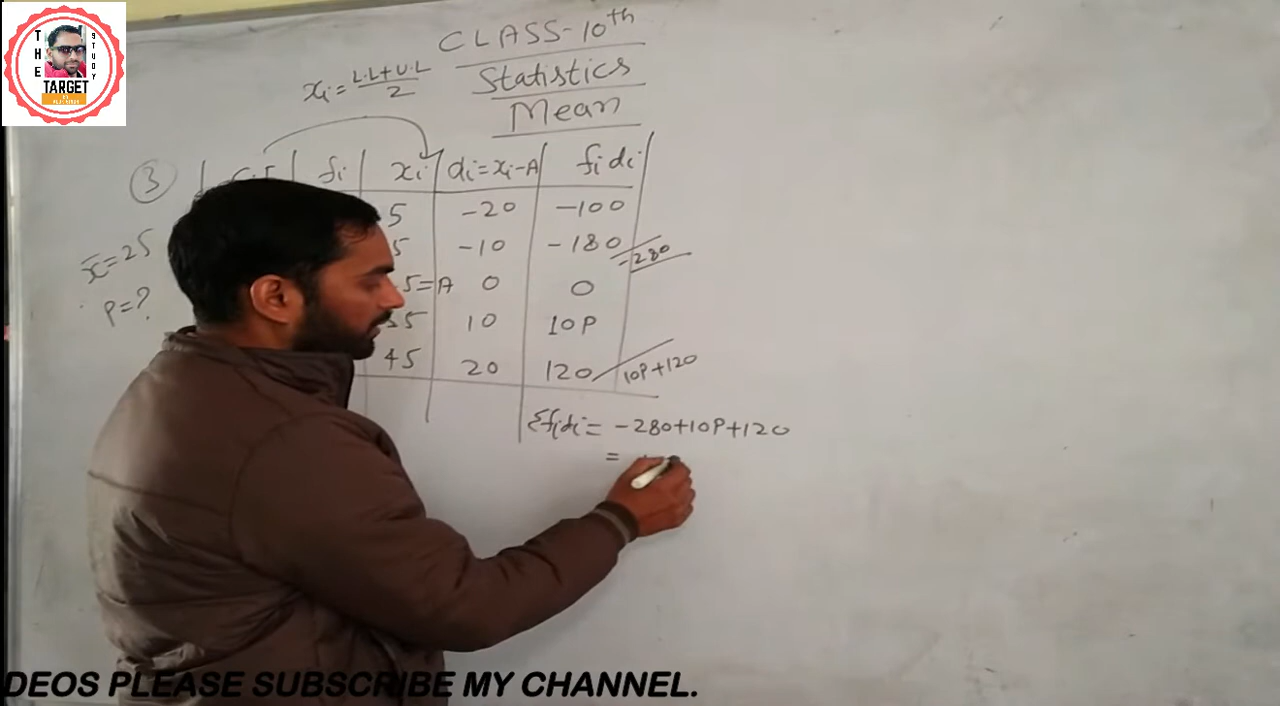 THE TARGET STUDY
CLASS-10th
Statistics
Mean
xi = L.L+U.L/2
③ C.I fi xi di=xi-A fidi
5 -20 -100
5 -10 -180 -280
x̄=25
5=A 0 0
P=?
35 10 10P
45 20 120 10P+120
Σfidi = -280+10P+120
=
DEOS PLEASE SUBSCRIBE MY CHANNEL.